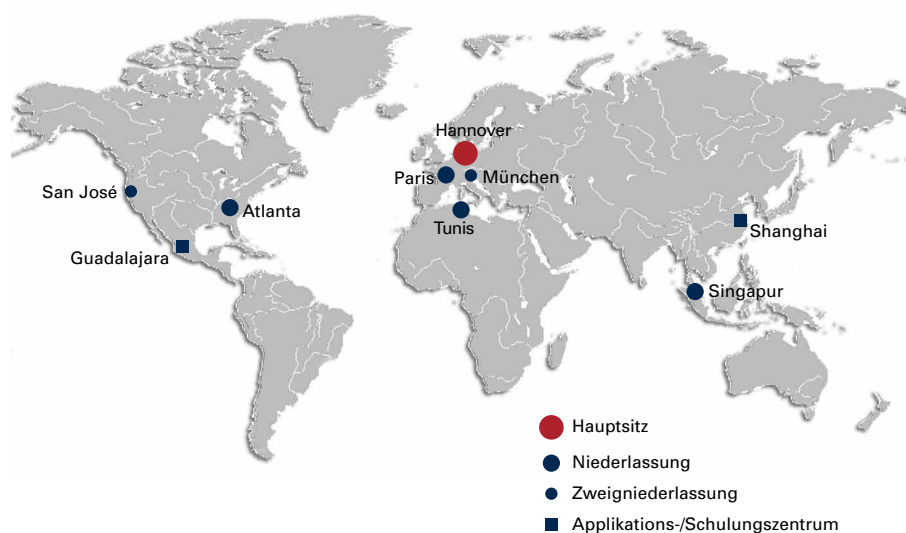 Hannover
Paris
München
San José
Atlanta
Tunis
Shanghai
Guadalajara
Singapur
Hauptsitz
Niederlassung
Zweigniederlassung
Applikations-/Schulungszentrum